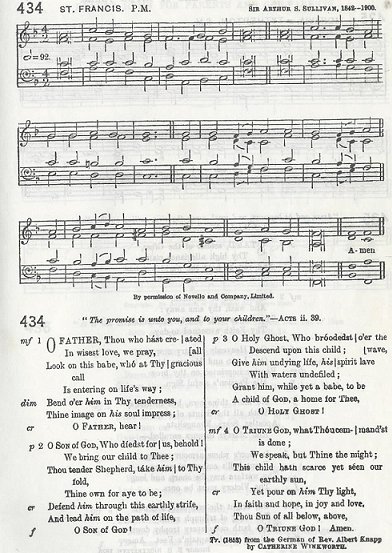 434 ST. FRANCIS. P.M. SIR ARTHUR S. SULLIVAN, 1842–1900.
=92.
A-men
By permission of Novello and Company, Limited.
434 "The promise is unto you, and to your children."—ACTS ii. 39.
mf 1 O FATHER, Thou who hást cre-|ated
In wisest love, we pray, [all
Look on this babe, whó at Thy | gracious
call
Is entering on life's way;
dim Bend o'er him in Thy tenderness,
Thine image on his soul impress;
cr O FATHER, hear!
p 2 O SON of GOD, Who díedst for | us, behold!
We bring our child to Thee;
Thou tender Shepherd, táke him | to Thy
fold,
Thine own for aye to be;
cr Defend him through this earthly strife,
And lead him on the path of life,
f O SON of GOD!
p 3 O Holy Ghost, Who bróodedst | o'er the
Descend upon this child; [wave,
Give him undying life, his | spirit lave
With waters undefiled;
Grant him, while yet a babe, to be
A child of GOD, a home for Thee,
cr O HOLY GHOST!
mf 4 O TRIUNE GOD, what Thóu com-|mand'st
is done;
We speak, but Thine the might;
This child hath scarce yet séen our
earthly sun,
cr Yet pour on him Thy light,
In faith and hope, in joy and love,
Thou Sun of all below, above,
f O TRIUNE GOD! Amen.
Tr. (1858) from the German of Rev. Albert Knapp
by CATHERINE WINKWORTH.